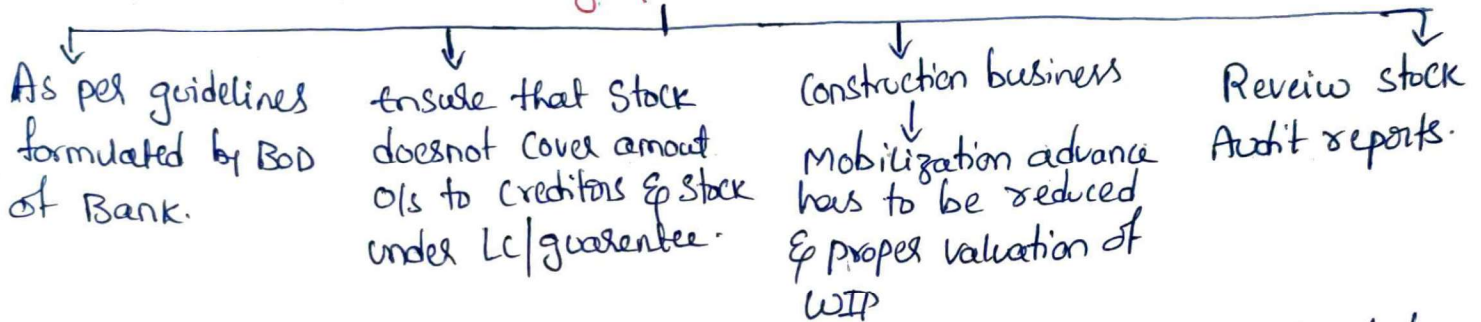 As per guidelines
formulated by BoD
of Bank.
Ensure that Stock
doesnot Cover amout
o/s to Creditors & Stock
under LC/guarentee.
Construction business
Mobilization advance
has to be reduced
& proper valuation of
WIP
Reveiw stock
Audit reports.